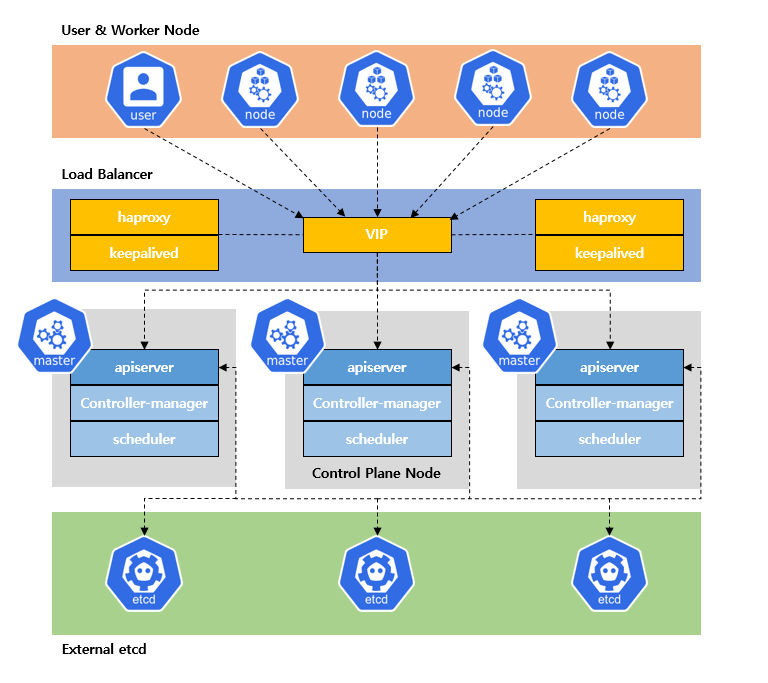 User & Worker Node
user
node
node
node
node
Load Balancer
haproxy
keepalived
VIP
haproxy
keepalived
master
apiserver
Controller-manager
scheduler
master
apiserver
Controller-manager
scheduler
Control Plane Node
master
apiserver
Controller-manager
scheduler
etcd
etcd
etcd
External etcd